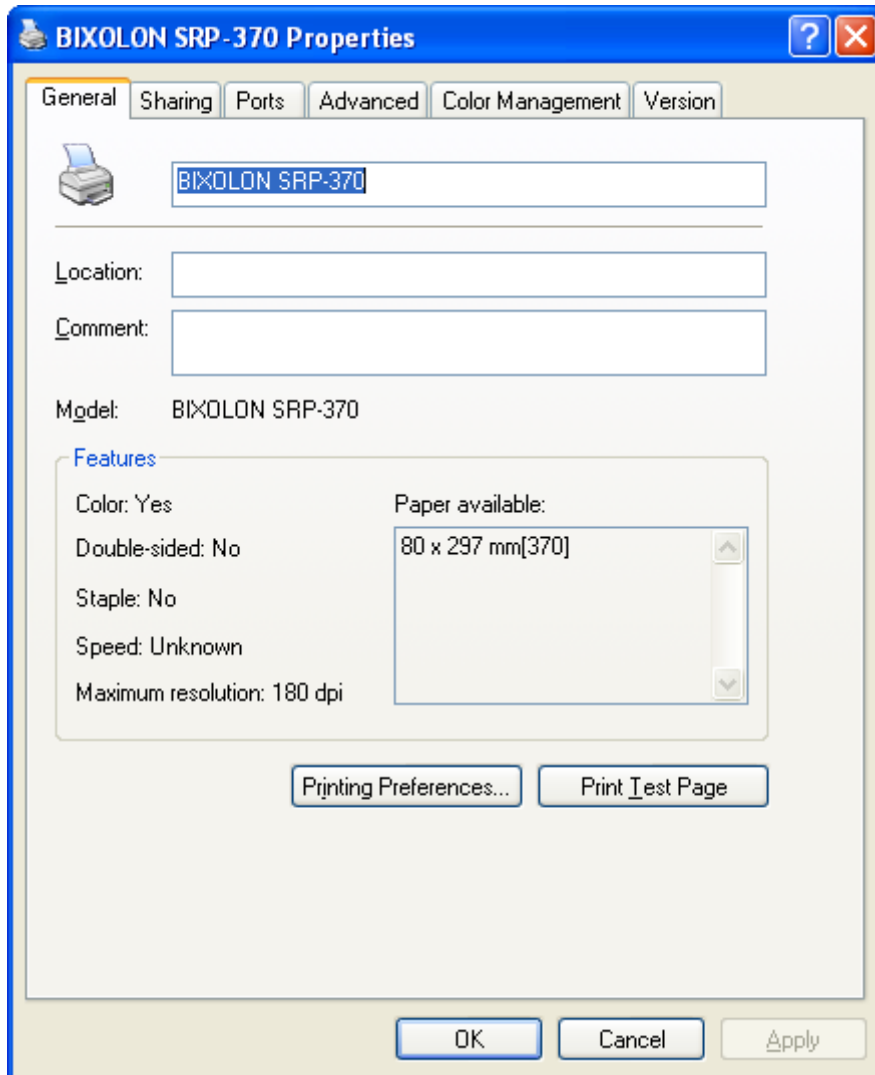 BIXOLON SRP-370 Properties
General Sharing Ports Advanced Color Management Version
BIXOLON SRP-370
Location:
Comment:
Model: BIXOLON SRP-370
Features
Color: Yes
Paper available:
Double-sided: No
80 x 297 mm[370]
Staple: No
Speed: Unknown
Maximum resolution: 180 dpi
Printing Preferences... Print Test Page
OK Cancel Apply